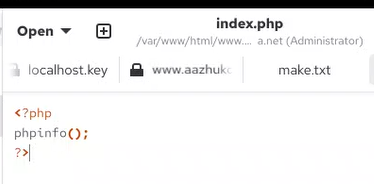 Open
index.php
/var/www/html/www.... a.net (Administrator)
localhost.key
www.aazhuk
make.txt
<?php
phpinfo();
?>